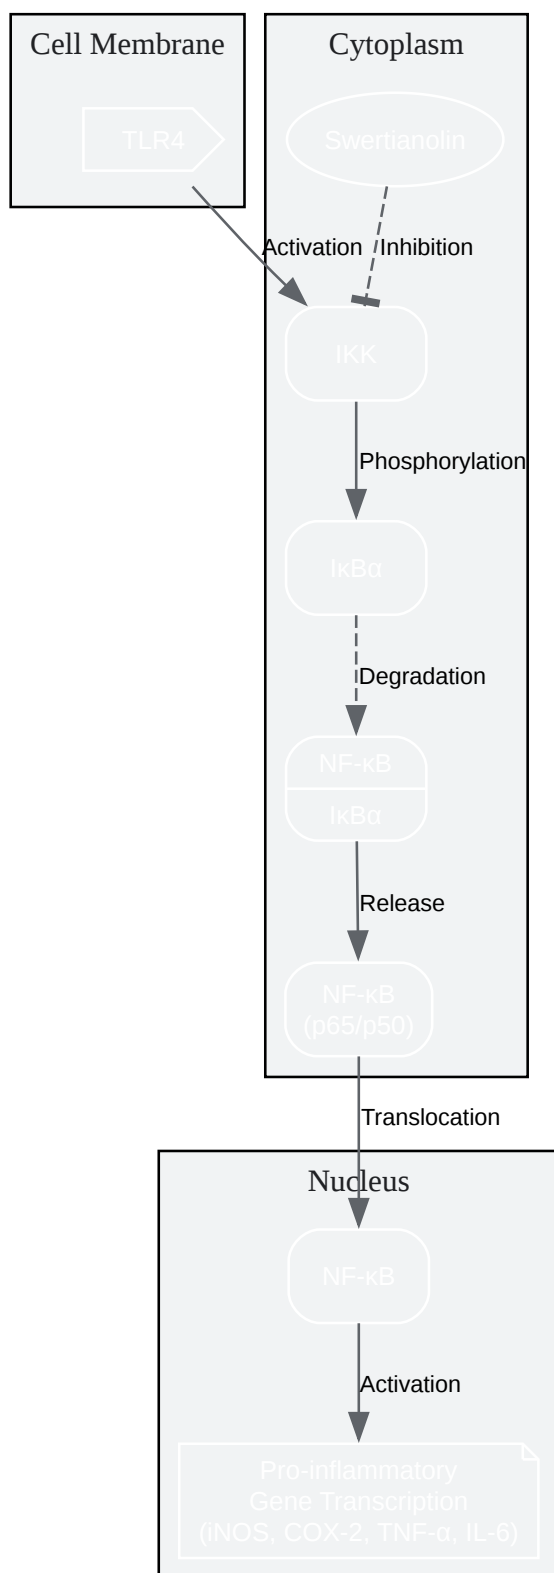 Cell Membrane
Cytoplasm
TLR4
Swertianolin
Activation
Inhibition
IKK
Phosphorylation
IκBα
Degradation
NF-κB
IκBα
Release
NF-κB
(p65/p50)
Translocation
Nucleus
NF-κB
Activation
Pro-inflammatory
Gene Transcription
(iNOS, COX-2, TNF-α, IL-6)